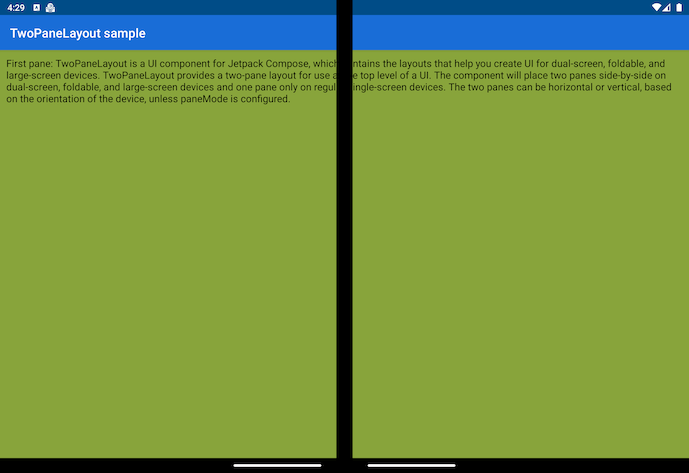 4:29
TwoPaneLayout sample
First pane: TwoPaneLayout is a UI component for Jetpack Compose, which ntains the layouts that help you create UI for dual-screen, foldable, and
large-screen devices. TwoPaneLayout provides a two-pane layout for use a e top level of a UI. The component will place two panes side-by-side on
dual-screen, foldable, and large-screen devices and one pane only on regul ingle-screen devices. The two panes can be horizontal or vertical, based
on the orientation of the device, unless paneMode is configured.